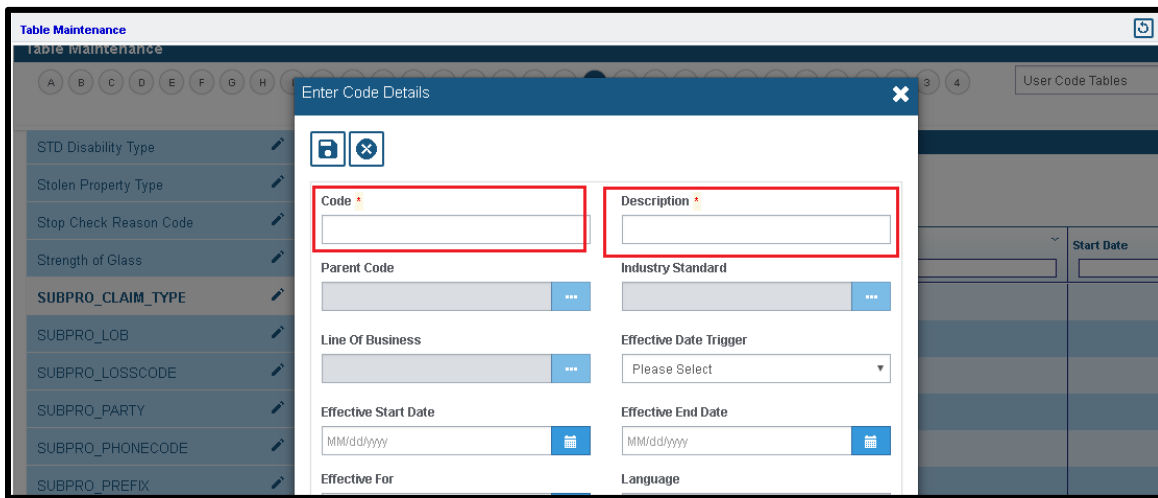 Table Maintenance
Table Maintenance
A B C D E F G H 3 4 User Code Tables
Enter Code Details
STD Disability Type
Stolen Property Type
Stop Check Reason Code
Strength of Glass
SUBPRO_CLAIM_TYPE
SUBPRO_LOB
SUBPRO_LOSSCODE
SUBPRO_PARTY
SUBPRO_PHONECODE
SUBPRO_PREFIX
Code * Description *
Parent Code Industry Standard
Line Of Business Effective Date Trigger
Please Select
Effective Start Date Effective End Date
MM/dd/yyyy MM/dd/yyyy
Effective For Language
Start Date